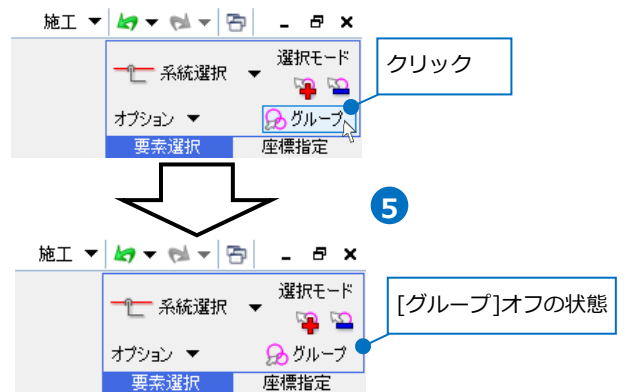 施工
選択モード
系統選択
クリック
オプション
グループ
要素選択 座標指定
5
施工
選択モード
系統選択
[グループ]オフの状態
オプション
グループ
要素選択 座標指定